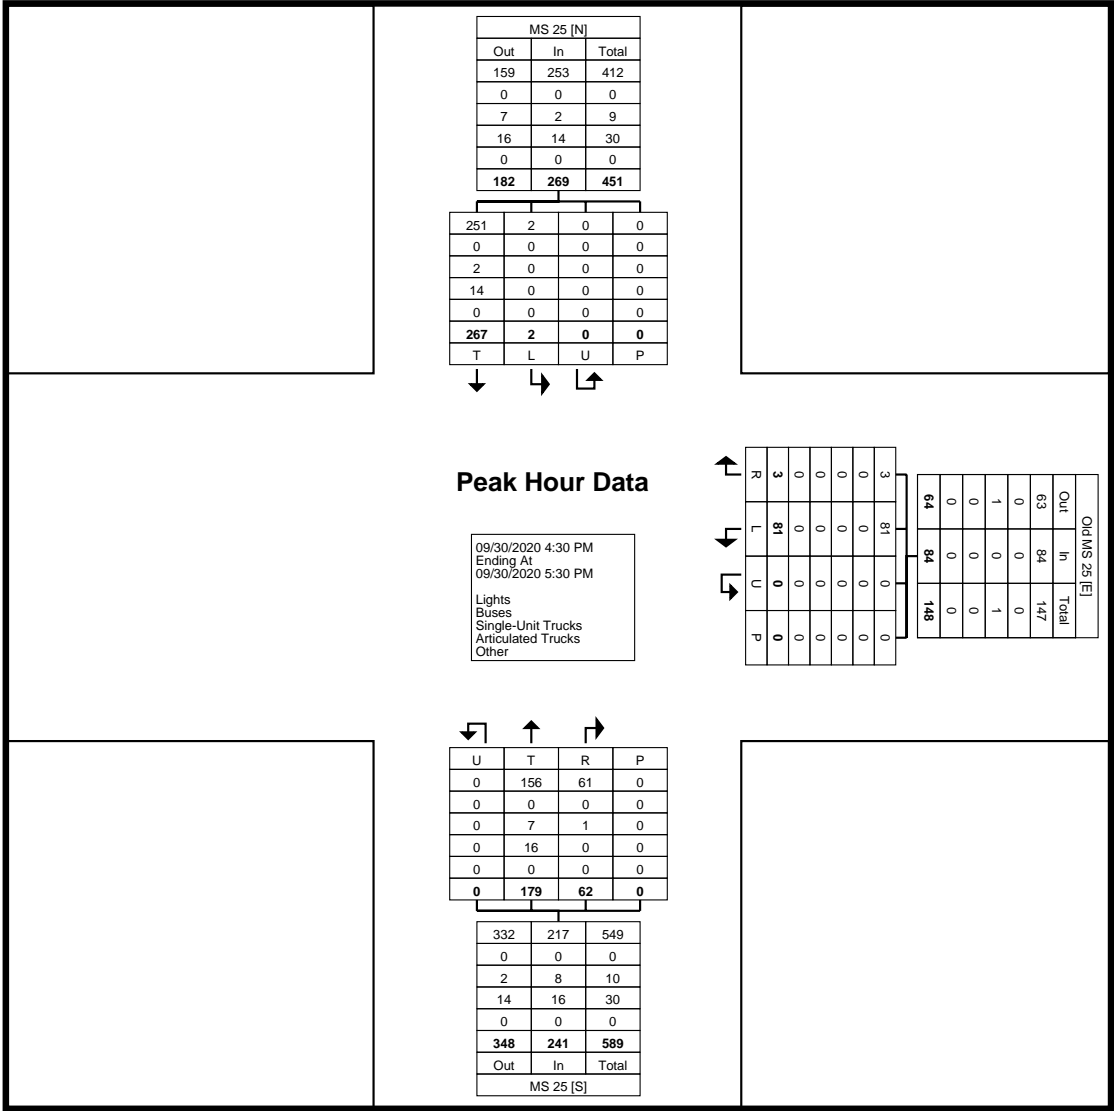 MS 25 [N]
Out In Total
159 253 412
0 0 0
7 2 9
16 14 30
0 0 0
182 269 451
251 2 0 0
0 0 0 0
2 0 0 0
14 0 0 0
0 0 0 0
267 2 0 0
T L U P
Peak Hour Data
09/30/2020 4:30 PM
Ending At
09/30/2020 5:30 PM
Lights
Buses
Single-Unit Trucks
Articulated Trucks
Other
R 3 0 0 0 0 3
L 81 0 0 0 0 81
U 0 0 0 0 0 0
P 0 0 0 0 0 0
Old MS 25 [E]
Out In Total
63 84 147
0 0 0
1 0 1
0 0 0
0 0 0
64 84 148
U T R P
0 156 61 0
0 0 0 0
0 7 1 0
0 16 0 0
0 0 0 0
0 179 62 0
332 217 549
0 0 0
2 8 10
14 16 30
0 0 0
348 241 589
Out In Total
MS 25 [S]